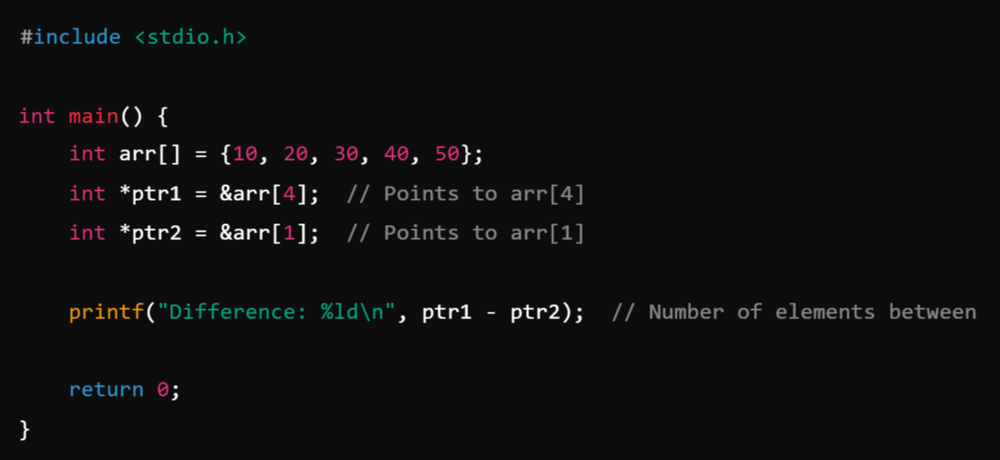 #include <stdio.h>
int main() {
    int arr[] = {10, 20, 30, 40, 50};
    int *ptr1 = &arr[4];  // Points to arr[4]
    int *ptr2 = &arr[1];  // Points to arr[1]
    printf("Difference: %ld\n", ptr1 - ptr2);  // Number of elements between
    return 0;
}